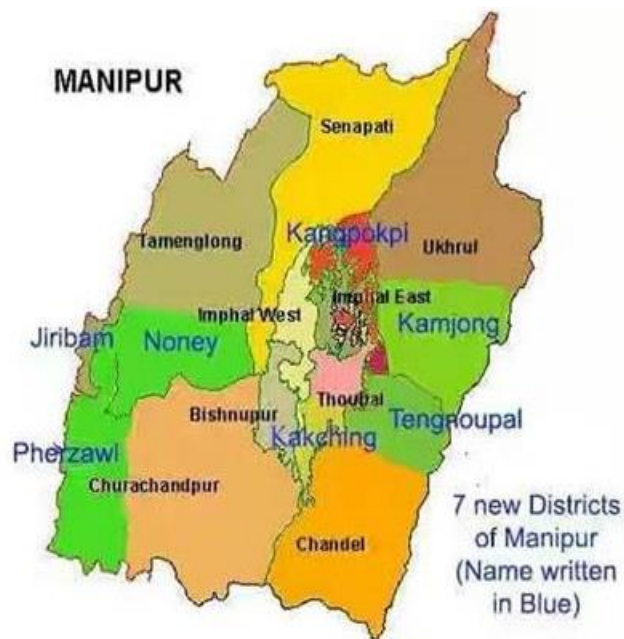 MANIPUR
Senapati
Kangpokpi
Tamenglong
Ukhrul
Imphal East
Imphal West
Kamjong
Jiribam
Noney
Thoubal
Bishnupur
Tengnoupal
Kakching
Pherzawl
Churachandpur
7 new Districts
of Manipur
(Name written
in Blue)
Chandel